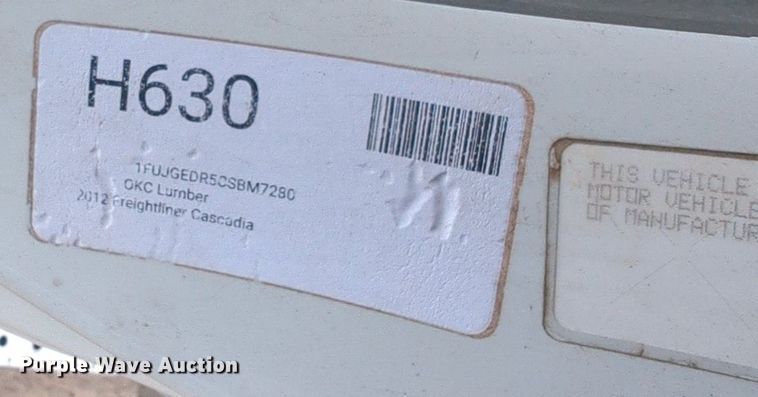 H630
1FUJGEDR5CSBM7280
OKC Lumber
2012 Freightliner Cascadia
THIS VEHICLE
MOTOR VEHICLE
OF MANUFACTUR
Purple Wave Auction